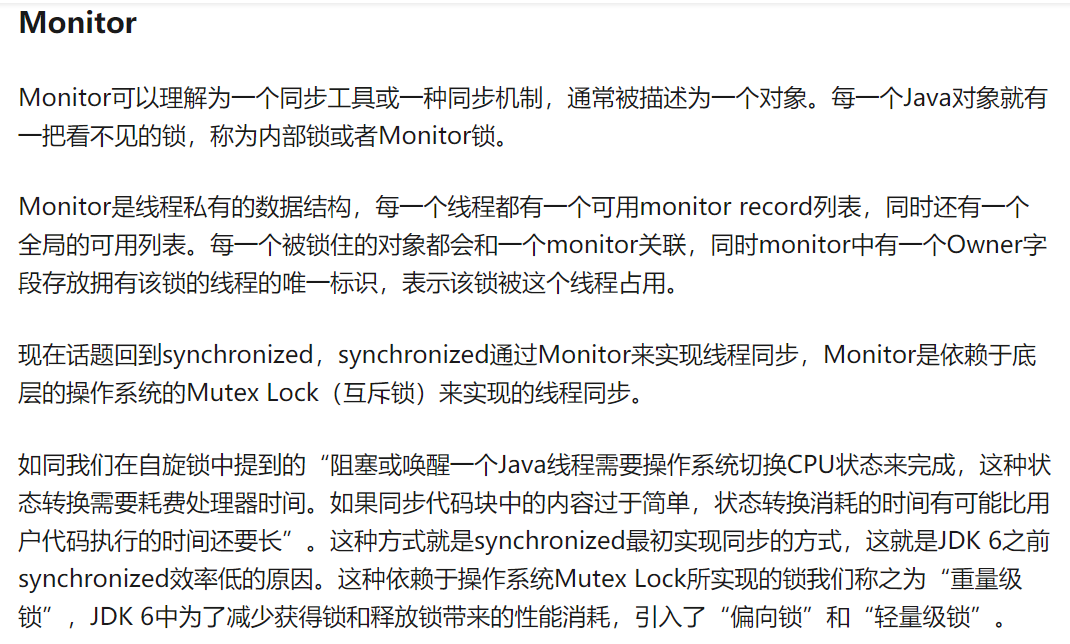 Monitor
Monitor可以理解为一个同步工具或一种同步机制，通常被描述为一个对象。每一个Java对象就有
一把看不见的锁，称为内部锁或者Monitor锁。
Monitor是线程私有的数据结构，每一个线程都有一个可用monitor record列表，同时还有一个
全局的可用列表。每一个被锁住的对象都会和一个monitor关联，同时monitor中有一个Owner字
段存放拥有该锁的线程的唯一标识，表示该锁被这个线程占用。
现在话题回到synchronized，synchronized通过Monitor来实现线程同步，Monitor是依赖于底
层的操作系统的Mutex Lock（互斥锁）来实现的线程同步。
如同我们在自旋锁中提到的“阻塞或唤醒一个Java线程需要操作系统切换CPU状态来完成，这种状
态转换需要耗费处理器时间。如果同步代码块中的内容过于简单，状态转换消耗的时间有可能比用
户代码执行的时间还要长”。这种方式就是synchronized最初实现同步的方式，这就是JDK 6之前
synchronized效率低的原因。这种依赖于操作系统Mutex Lock所实现的锁我们称之为“重量级
锁”，JDK 6中为了减少获得锁和释放锁带来的性能消耗，引入了“偏向锁”和“轻量级锁”。